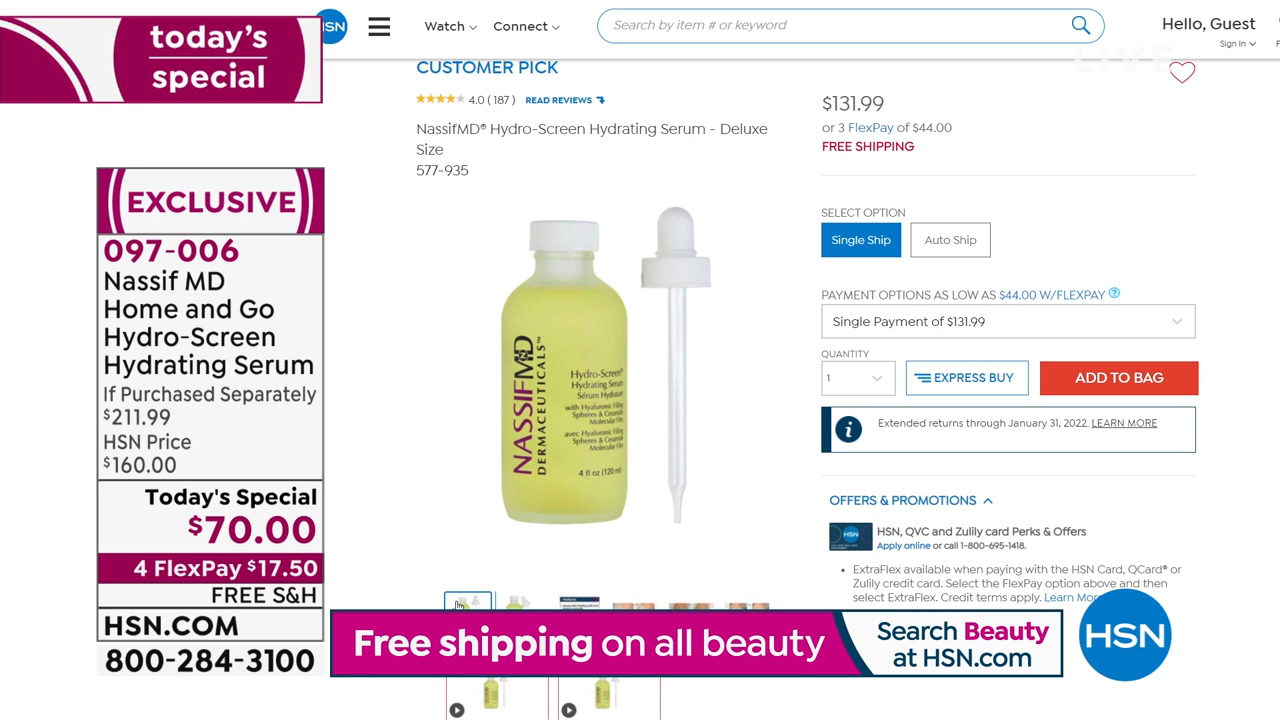 today's
special
HSN
Watch
Connect
Search by item # or keyword
Hello, Guest
Sign In
LIVE
CUSTOMER PICK
4.0 (187)
READ REVIEWS
NassifMD® Hydro-Screen Hydrating Serum - Deluxe
Size
577-935
$131.99
or 3 FlexPay of $44.00
FREE SHIPPING
SELECT OPTION
Single Ship
Auto Ship
PAYMENT OPTIONS AS LOW AS $44.00 W/FLEXPAY
Single Payment of $131.99
QUANTITY
1
EXPRESS BUY
ADD TO BAG
Extended returns through January 31, 2022. LEARN MORE
OFFERS & PROMOTIONS
HSN, QVC and Zulily card Perks & Offers
Apply online or call 1-800-695-1418.
• ExtraFlex available when paying with the HSN Card, QCard® or
Zulily credit card. Select the FlexPay option above and then
select ExtraFlex. Credit terms apply. Learn More
NASSIFMD
DERMACEUTICALS™
Hydro-Screen®
Hydrating Serum
Sérum Hydratant
with Hyaluronic Filling
Spheres & Ceramide
Molecular Film
avec Hyaluronic Filling
Spheres & Ceramide
Molecular Film
4 fl oz (120 ml)
EXCLUSIVE
097-006
Nassif MD
Home and Go
Hydro-Screen
Hydrating Serum
If Purchased Separately
$211.99
HSN Price
$160.00
Today's Special
$70.00
4 FlexPay $17.50
FREE S&H
HSN.COM
800-284-3100
Free shipping on all beauty
Search Beauty
at HSN.com
HSN